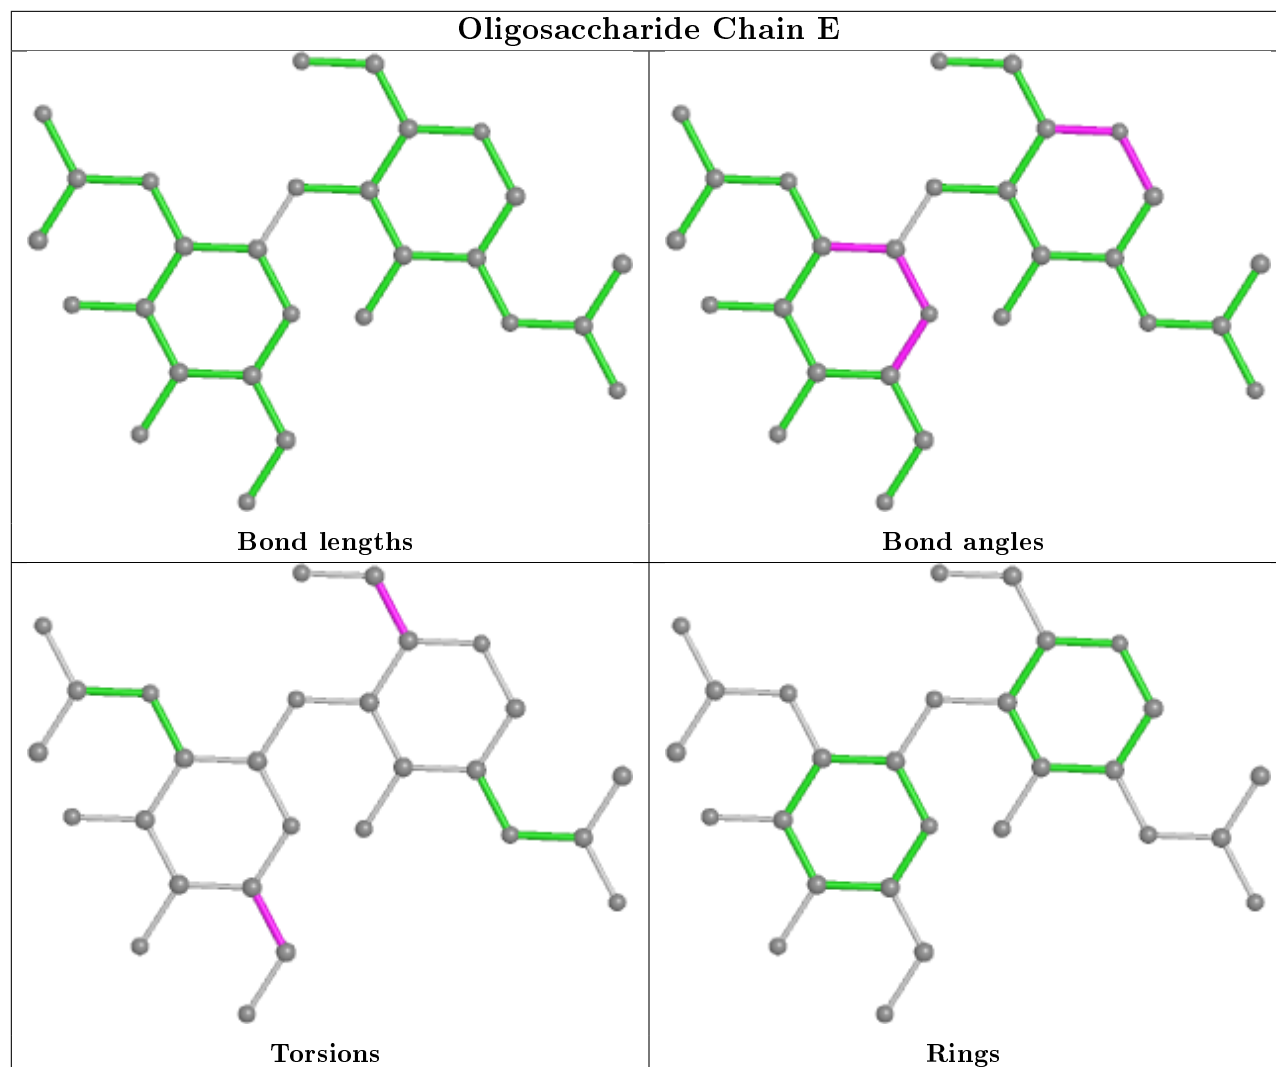 Oligosaccharide Chain E
Bond lengths
Bond angles
Torsions
Rings